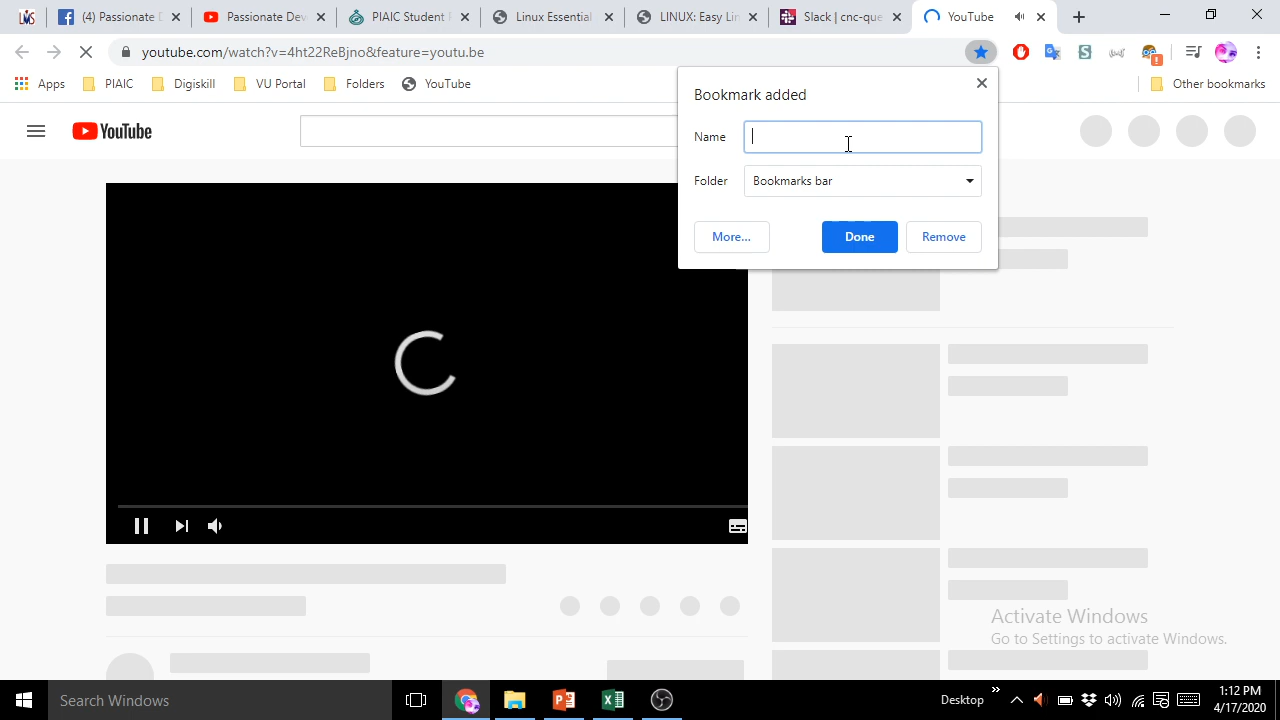 (4) Passionate D
Passionate Dev
PIAIC Student P
Linux Essential
LINUX: Easy Lin
Slack | cnc-que
YouTube
youtube.com/watch?v=4ht22ReBjno&feature=youtu.be
Apps
PIAIC
Digiskill
VU Portal
Folders
YouTube
Other bookmarks
YouTube
Bookmark added
Name
Folder
Bookmarks bar
More...
Done
Remove
Activate Windows
Go to Settings to activate Windows.
Search Windows
Desktop
1:12 PM
4/17/2020